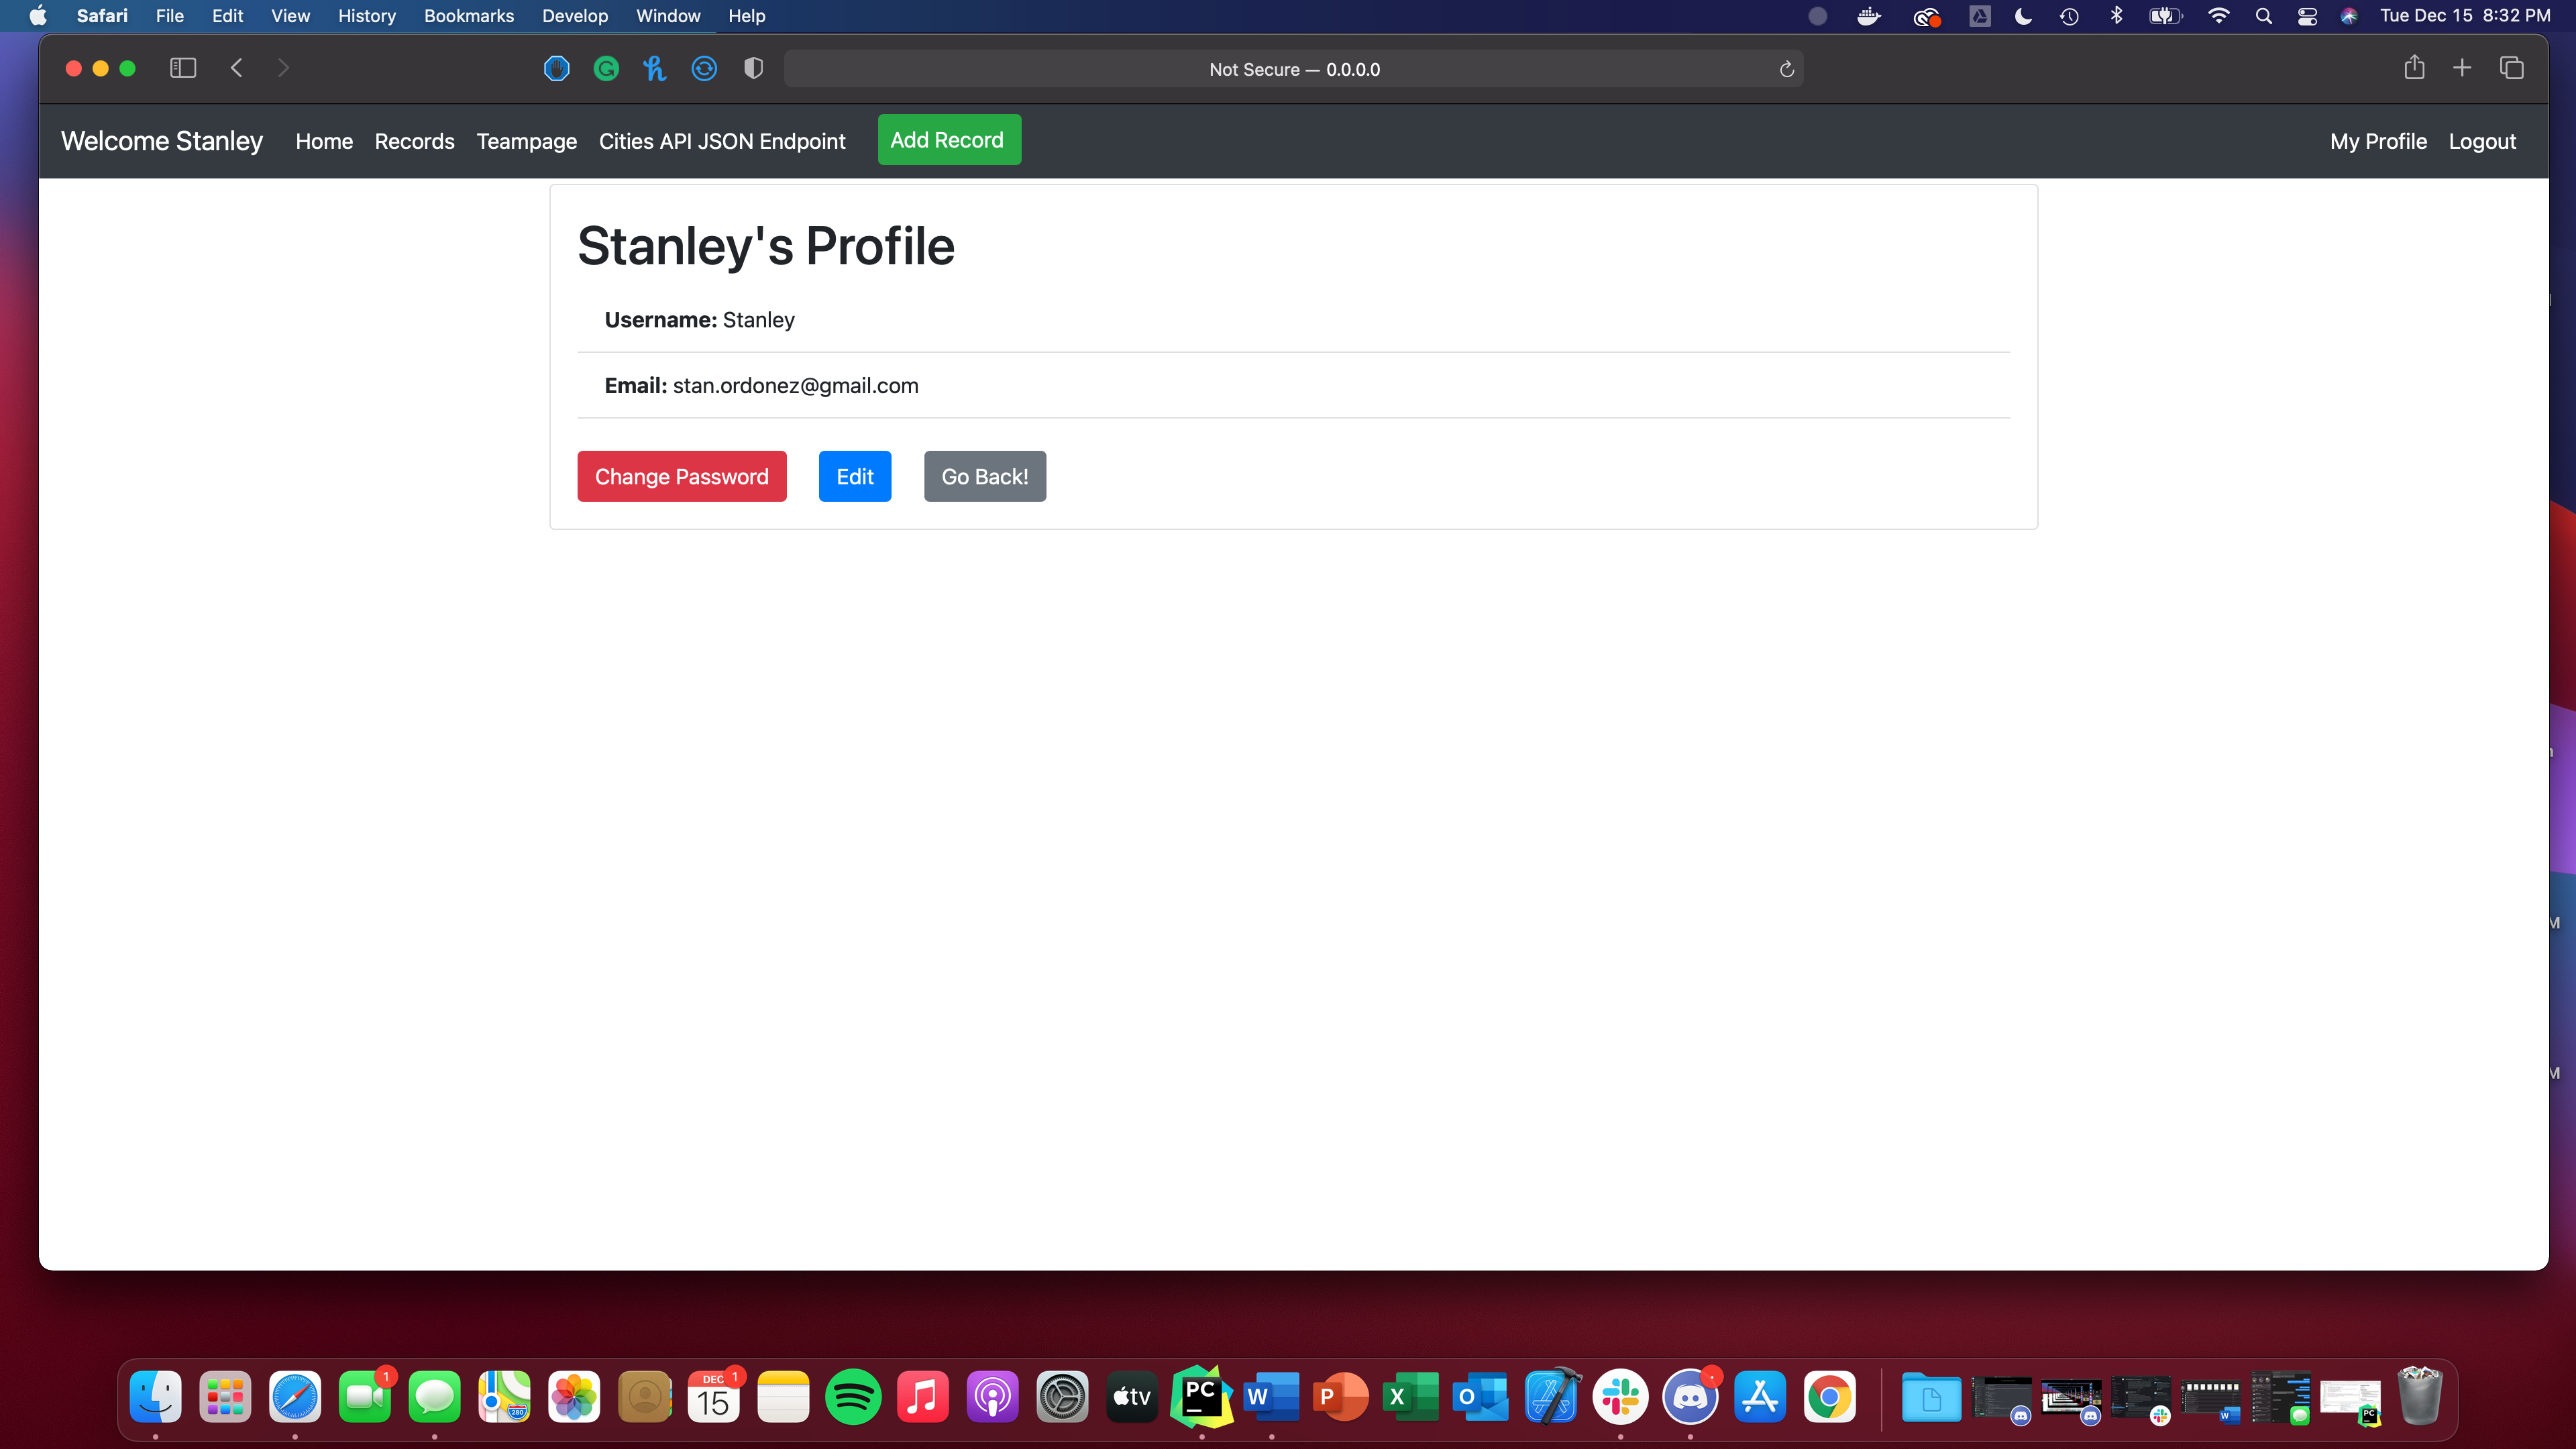 Safari File Edit View History Bookmarks Develop Window Help Tue Dec 15 8:32 PM
Not Secure — 0.0.0.0
Welcome Stanley Home Records Teampage Cities API JSON Endpoint Add Record My Profile Logout
Stanley's Profile
Username: Stanley
Email: stan.ordonez@gmail.com
Change Password Edit Go Back!
M
M
1 280 DEC 15 1 tv PC W P X O